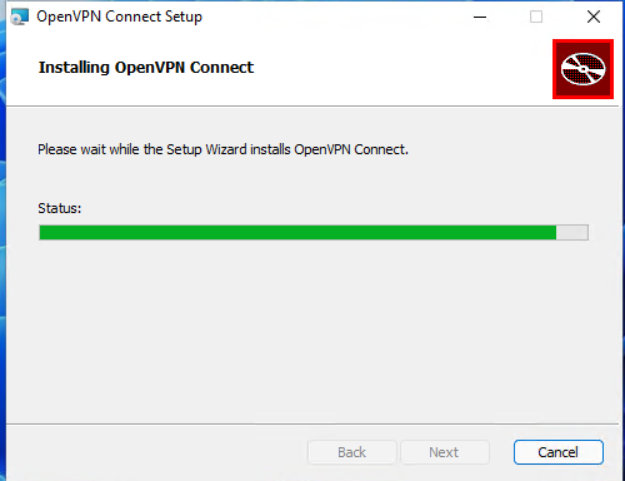 OpenVPN Connect Setup
Installing OpenVPN Connect
Please wait while the Setup Wizard installs OpenVPN Connect.
Status:
Back Next Cancel